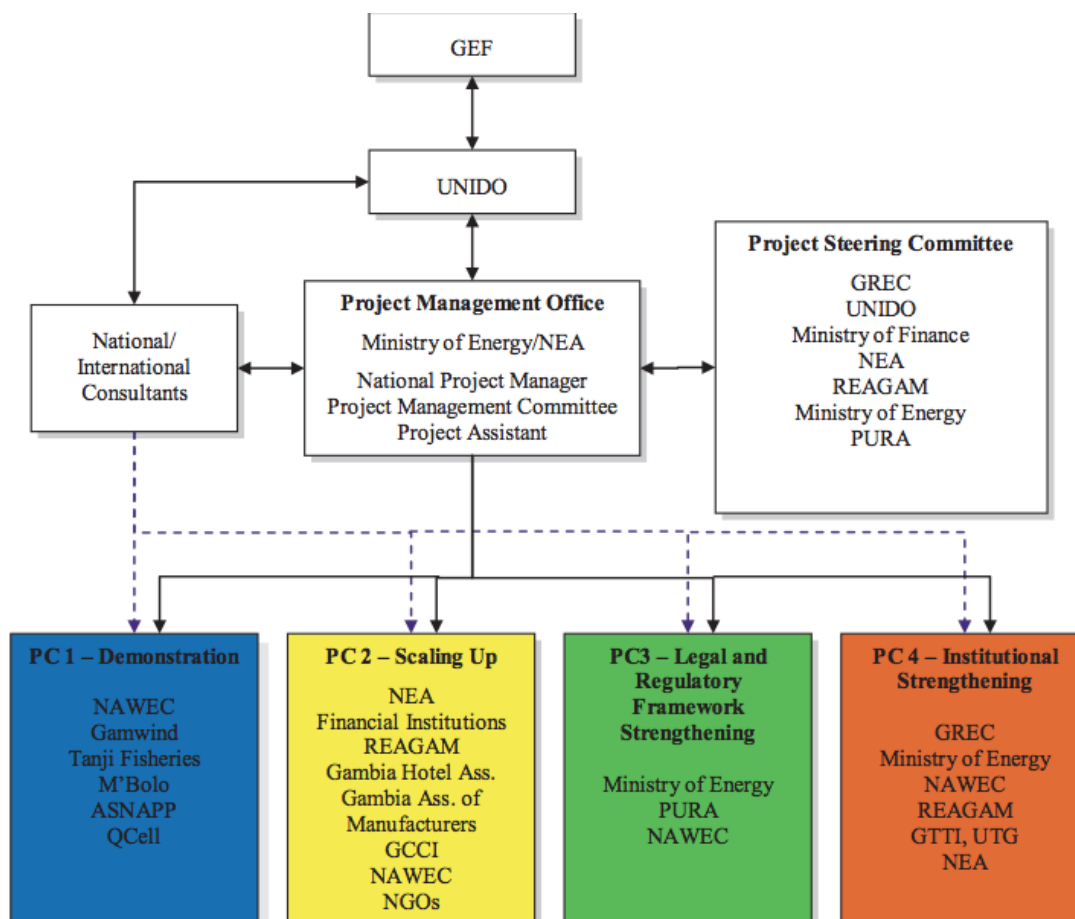 GEF
UNIDO
Project Steering Committee
GREC
UNIDO
Ministry of Finance
NEA
REAGAM
Ministry of Energy
PURA
Project Management Office
Ministry of Energy/NEA
National Project Manager
Project Management Committee
Project Assistant
National/
International
Consultants
PC 1 – Demonstration
NAWEC
Gamwind
Tanji Fisheries
M’Bolo
ASNAPP
QCell
PC 2 – Scaling Up
NEA
Financial Institutions
REAGAM
Gambia Hotel Ass.
Gambia Ass. of
Manufacturers
GCCI
NAWEC
NGOs
PC3 – Legal and
Regulatory
Framework
Strengthening
Ministry of Energy
PURA
NAWEC
PC 4 – Institutional
Strengthening
GREC
Ministry of Energy
NAWEC
REAGAM
GTTI, UTG
NEA